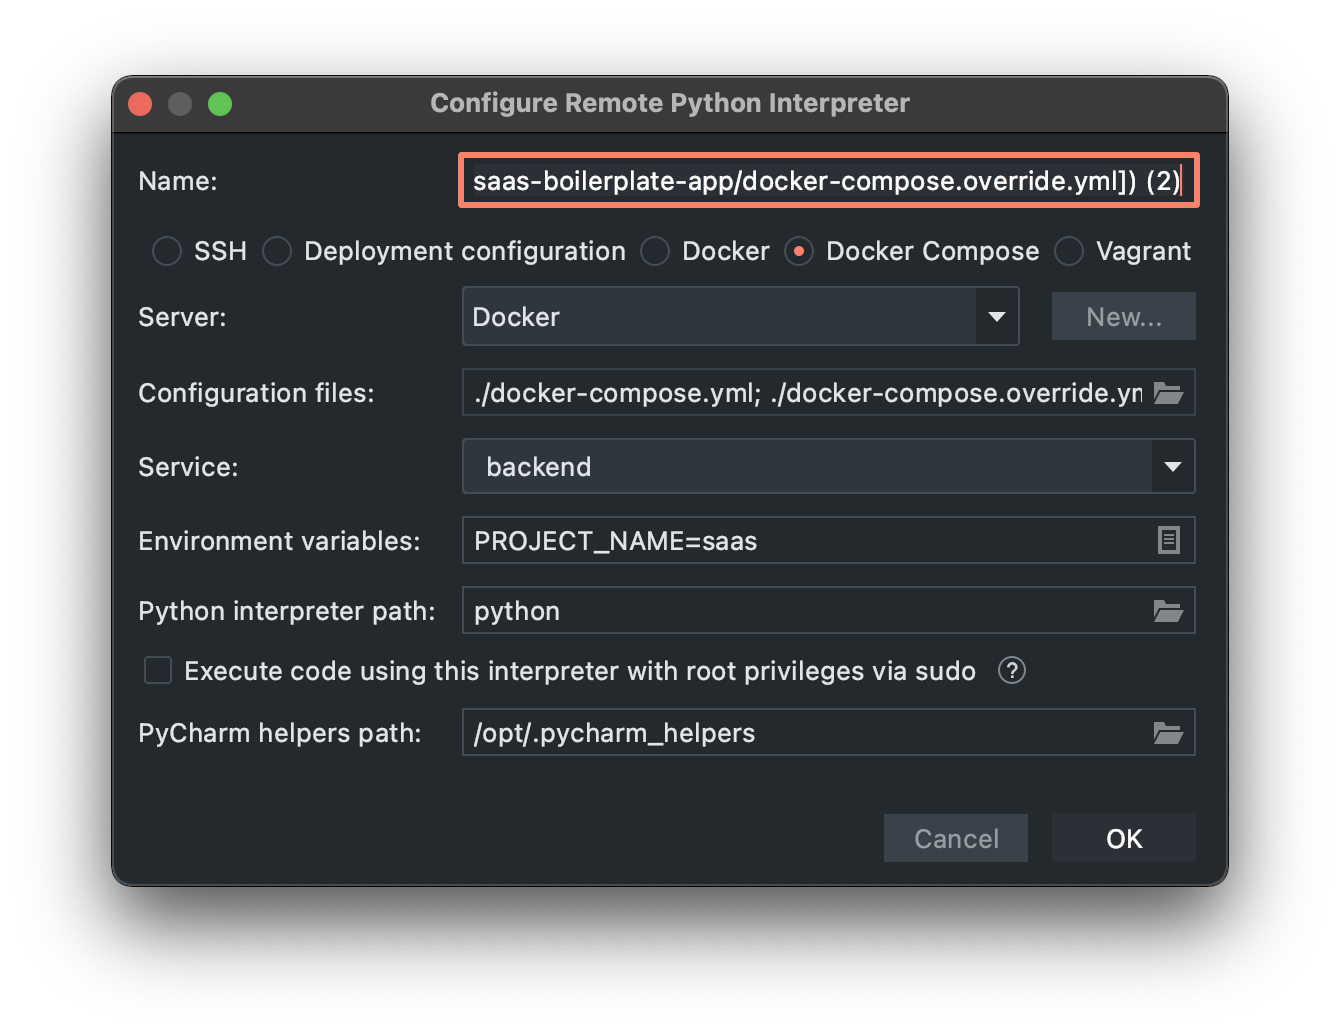 Configure Remote Python Interpreter
Name: saas-boilerplate-app/docker-compose.override.yml]) (2)
SSH Deployment configuration Docker Docker Compose Vagrant
Server: Docker New...
Configuration files: ./docker-compose.yml; ./docker-compose.override.ym
Service: backend
Environment variables: PROJECT_NAME=saas
Python interpreter path: python
Execute code using this interpreter with root privileges via sudo ?
PyCharm helpers path: /opt/.pycharm_helpers
Cancel OK